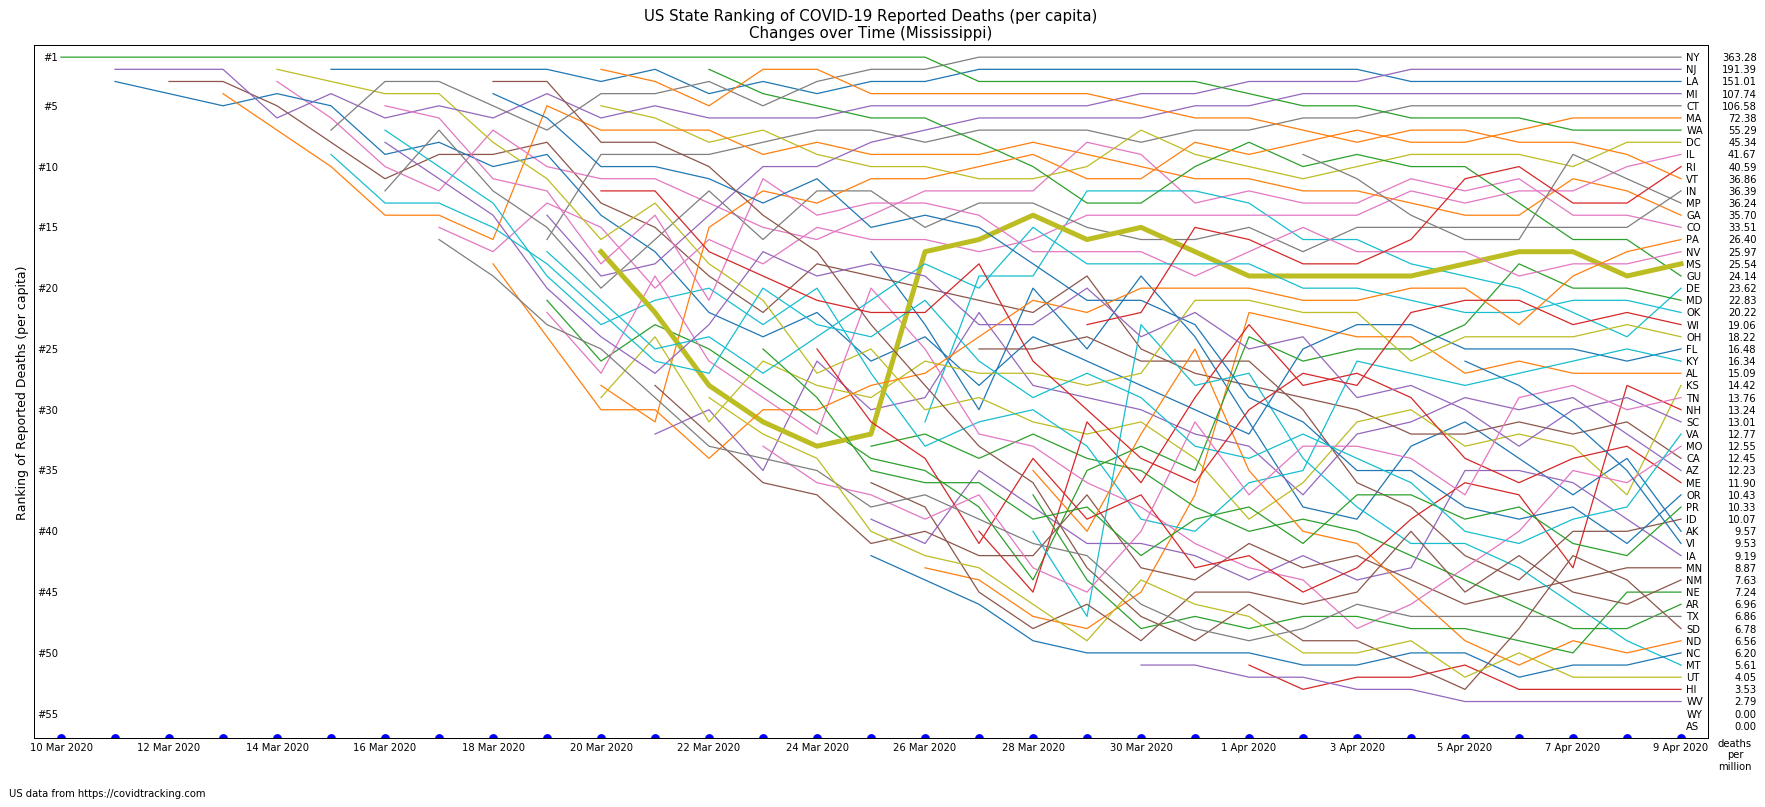 US State Ranking of COVID-19 Reported Deaths (per capita)
Changes over Time (Mississippi)
Ranking of Reported Deaths (per capita)
#1
#5
#10
#15
#20
#25
#30
#35
#40
#45
#50
#55
NY 363.28
NJ 191.39
LA 151.01
MI 107.74
CT 106.58
MA 72.38
WA 55.29
DC 45.34
IL 41.67
RI 40.59
VT 36.86
IN 36.39
MP 36.24
GA 35.70
CO 33.51
PA 26.40
NV 25.97
MS 25.54
GU 24.14
DE 23.62
MD 22.83
OK 20.22
WI 19.06
OH 18.22
FL 16.48
KY 16.34
AL 15.09
KS 14.42
TN 13.76
NH 13.24
SC 13.01
VA 12.77
MO 12.55
CA 12.45
AZ 12.23
ME 11.90
OR 10.43
PR 10.33
ID 10.07
AK 9.57
VI 9.53
IA 9.19
MN 8.87
NM 7.63
NE 7.24
AR 6.96
TX 6.86
SD 6.78
ND 6.56
NC 6.20
MT 5.61
UT 4.05
HI 3.53
WV 2.79
WY 0.00
AS 0.00
10 Mar 2020 12 Mar 2020 14 Mar 2020 16 Mar 2020 18 Mar 2020 20 Mar 2020 22 Mar 2020 24 Mar 2020 26 Mar 2020 28 Mar 2020 30 Mar 2020 1 Apr 2020 3 Apr 2020 5 Apr 2020 7 Apr 2020 9 Apr 2020
deaths
per
million
US data from https://covidtracking.com